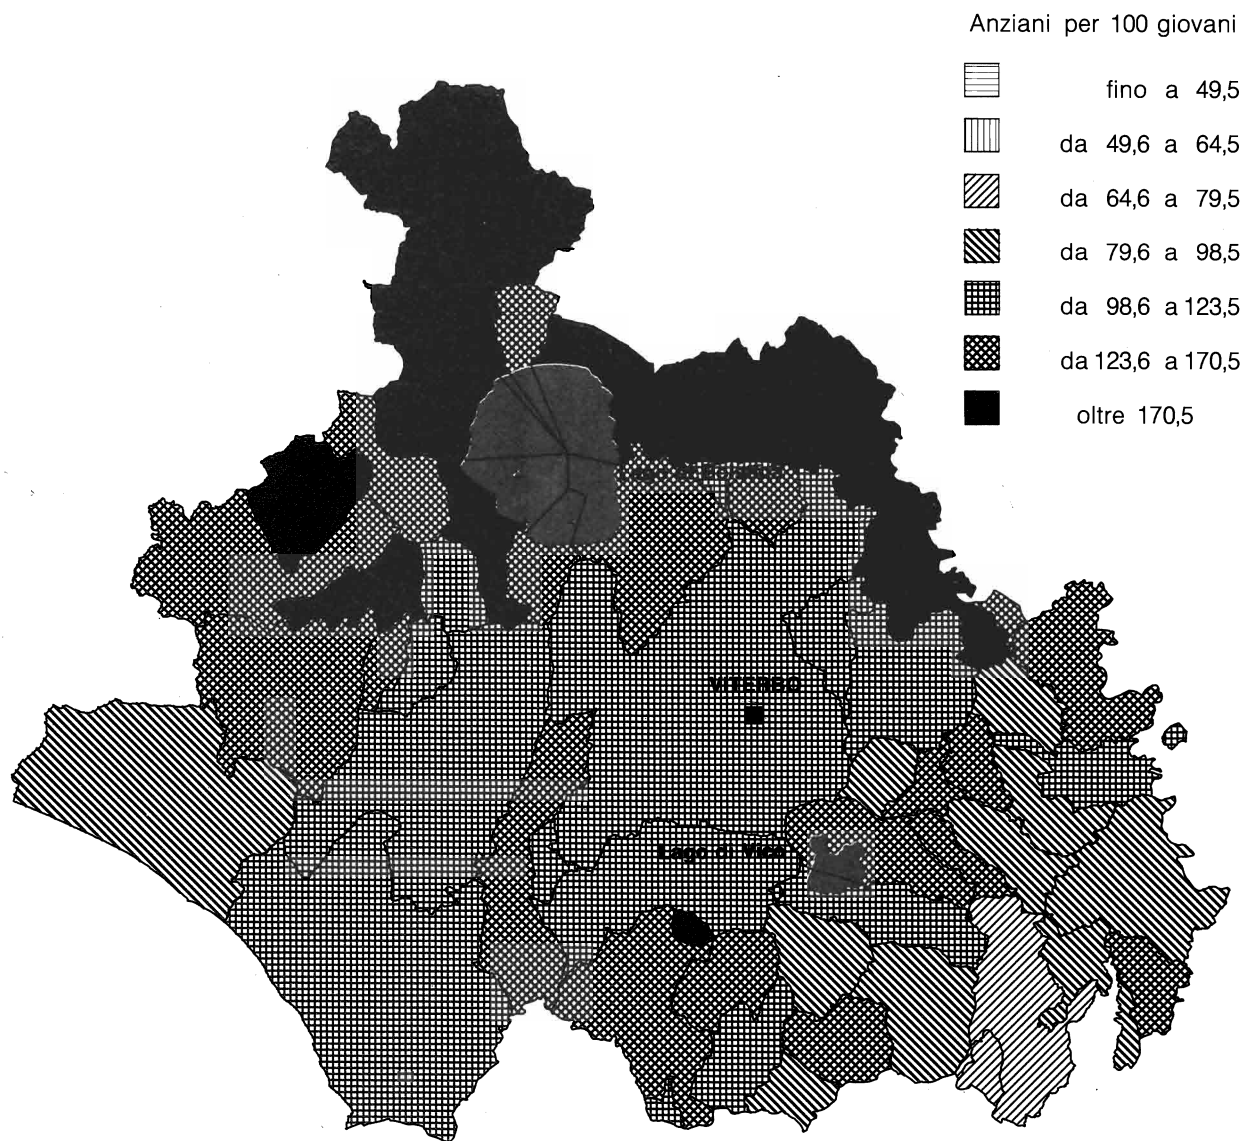 Anziani per 100 giovani
fino a 49,5
da 49,6 a 64,5
da 64,6 a 79,5
da 79,6 a 98,5
da 98,6 a 123,5
da 123,6 a 170,5
oltre 170,5
VITERBO
Lago di Vico